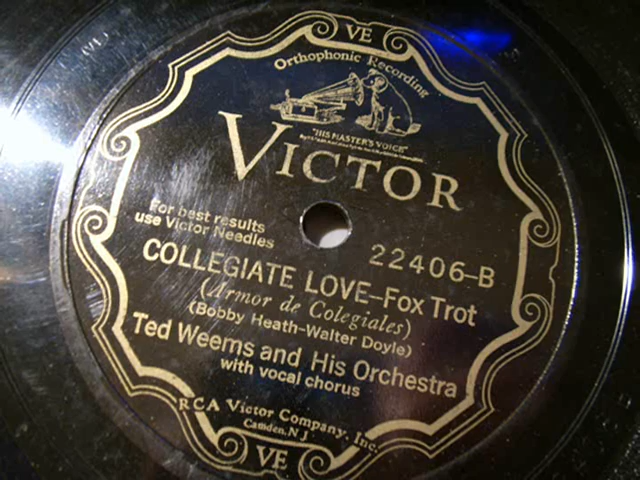 VE
Orthophonic Recording
"HIS MASTER'S VOICE"
VICTOR
For best results
use Victor Needles
22406-B
COLLEGIATE LOVE-Fox Trot
(Armor de Colegiales)
(Bobby Heath-Walter Doyle)
Ted Weems and His Orchestra
with vocal chorus
RCA Victor Company, Inc.
Camden, N J
VE